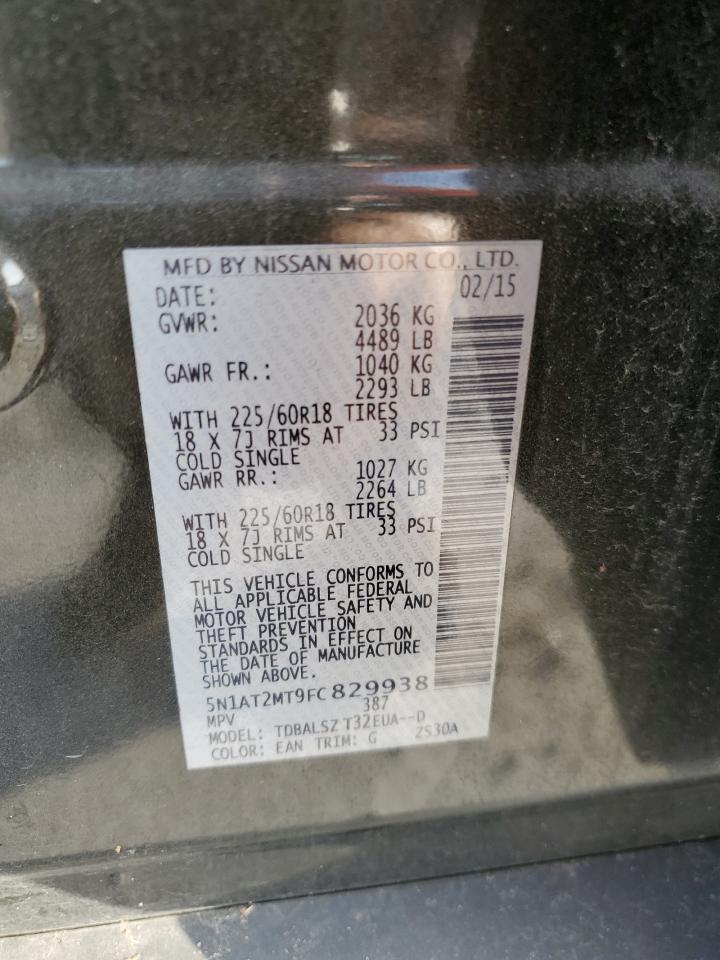 MFD BY NISSAN MOTOR CO., LTD.
DATE: 02/15
GVWR: 2036 KG
4489 LB
GAWR FR.: 1040 KG
2293 LB
WITH 225/60R18 TIRES
18 X 7J RIMS AT 33 PSI
COLD SINGLE
GAWR RR.: 1027 KG
2264 LB
WITH 225/60R18 TIRES
18 X 7J RIMS AT 33 PSI
COLD SINGLE
THIS VEHICLE CONFORMS TO
ALL APPLICABLE FEDERAL
MOTOR VEHICLE SAFETY AND
THEFT PREVENTION
STANDARDS IN EFFECT ON
THE DATE OF MANUFACTURE
SHOWN ABOVE.
5N1AT2MT9FC829938
MPV 387
MODEL: TDBALSZ T32EUA--D
COLOR: EAN TRIM: G 2S30A